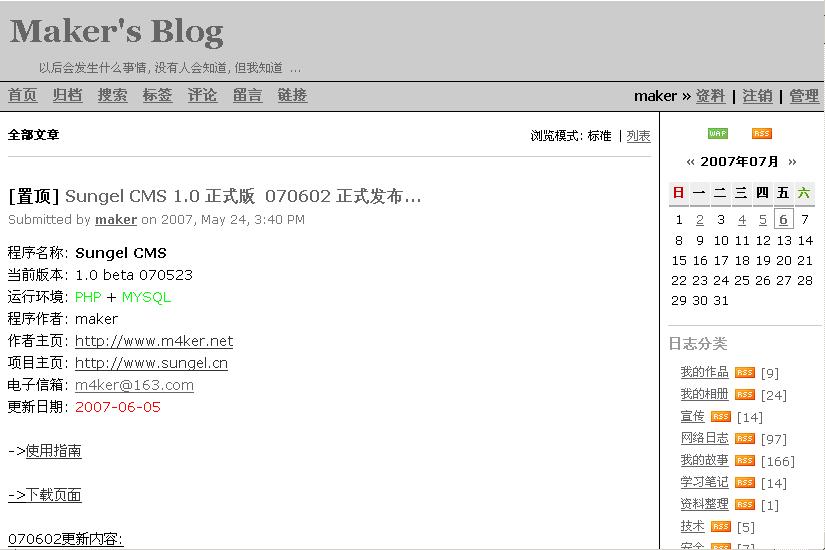 Maker's Blog
以后会发生什么事情, 没有人会知道, 但我知道 ...
首页 归档 搜索 标签 评论 留言 链接
maker » 资料 | 注销 | 管理
全部文章
浏览模式: 标准 | 列表
[置顶] Sungel CMS 1.0 正式版 070602 正式发布...
Submitted by maker on 2007, May 24, 3:40 PM
程序名称: Sungel CMS
当前版本: 1.0 beta 070523
运行环境: PHP + MYSQL
程序作者: maker
作者主页: http://www.m4ker.net
项目主页: http://www.sungel.cn
电子信箱: m4ker@163.com
更新日期: 2007-06-05
->使用指南
->下载页面
070602更新内容:
WAP RSS
« 2007年07月 »
日 一 二 三 四 五 六
1 2 3 4 5 6 7
8 9 10 11 12 13 14
15 16 17 18 19 20 21
22 23 24 25 26 27 28
29 30 31
日志分类
我的作品 RSS [9]
我的相册 RSS [24]
宣传 RSS [14]
网络日志 RSS [97]
我的故事 RSS [166]
学习笔记 RSS [14]
资料整理 RSS [1]
技术 RSS [5]
安全 RSS [7]